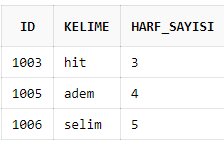 ID KELIME HARF_SAYISI
1003 hit 3
1005 adem 4
1006 selim 5